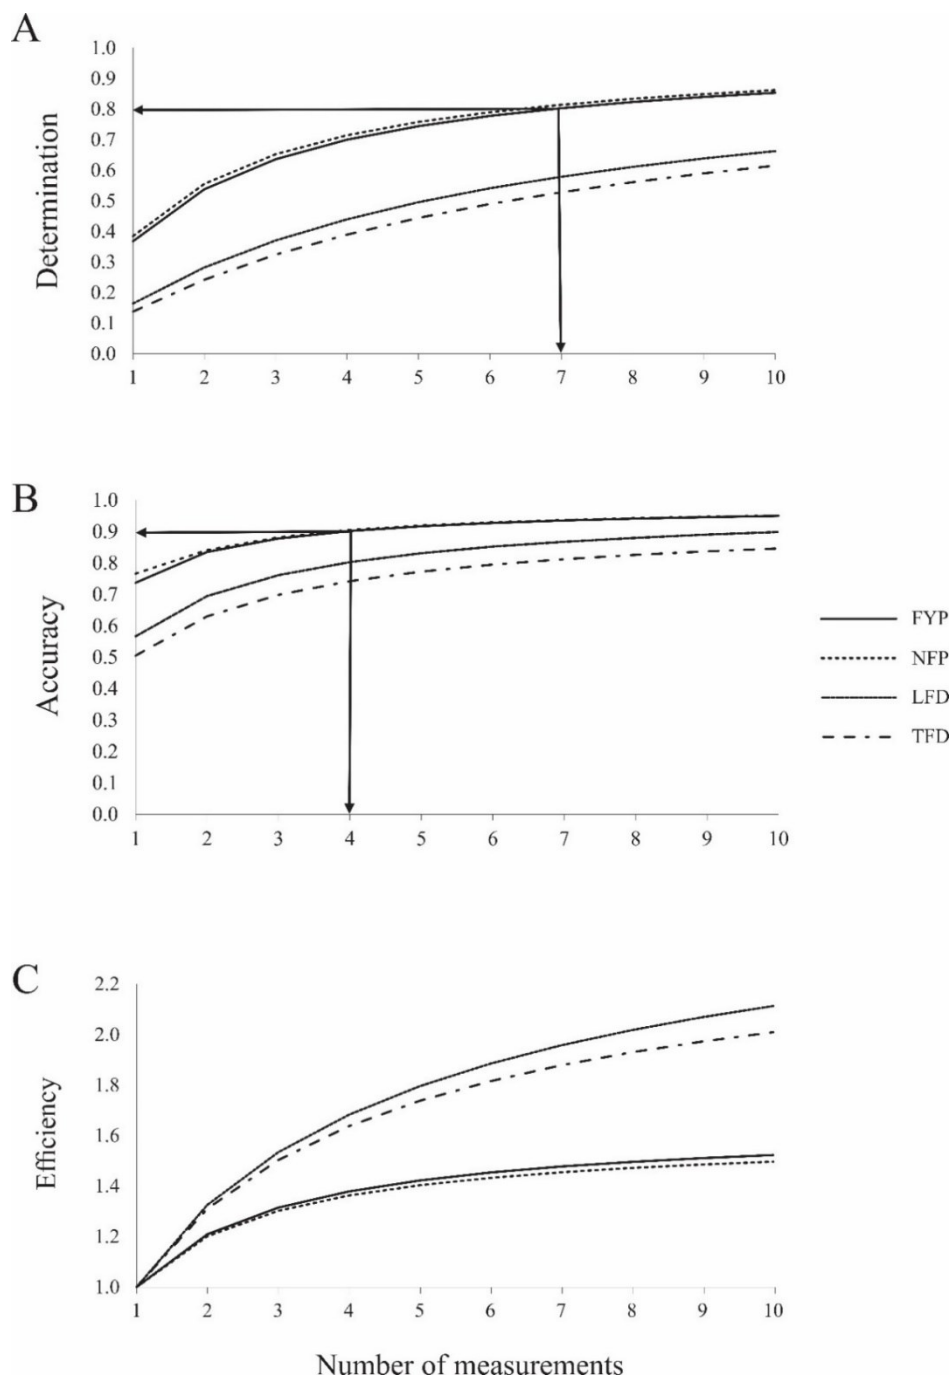 A
Determination
1.0
0.9
0.8
0.7
0.6
0.5
0.4
0.3
0.2
0.1
0.0
1 2 3 4 5 6 7 8 9 10
B
Accuracy
1.0
0.9
0.8
0.7
0.6
0.5
0.4
0.3
0.2
0.1
0.0
1 2 3 4 5 6 7 8 9 10
FYP
NFP
LFD
TFD
C
Efficiency
2.2
2.0
1.8
1.6
1.4
1.2
1.0
1 2 3 4 5 6 7 8 9 10
Number of measurements